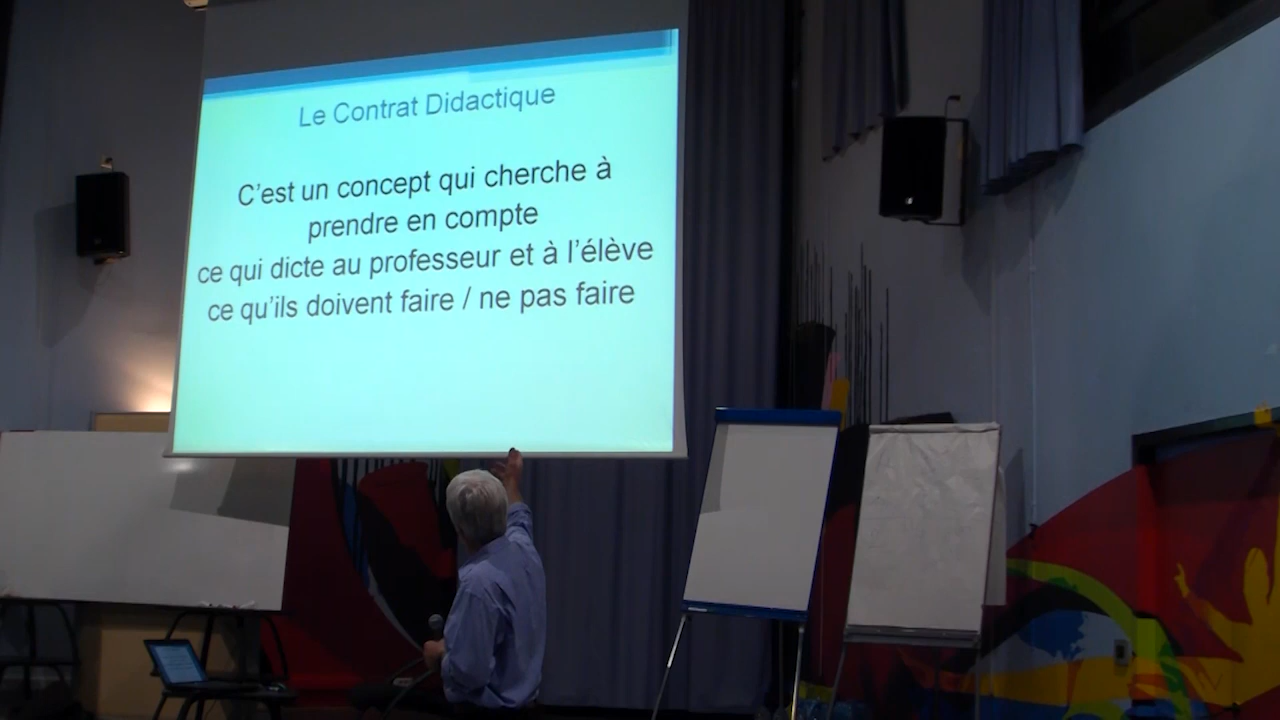 Le Contrat Didactique
C'est un concept qui cherche à
prendre en compte
ce qui dicte au professeur et à l'élève
ce qu'ils doivent faire / ne pas faire